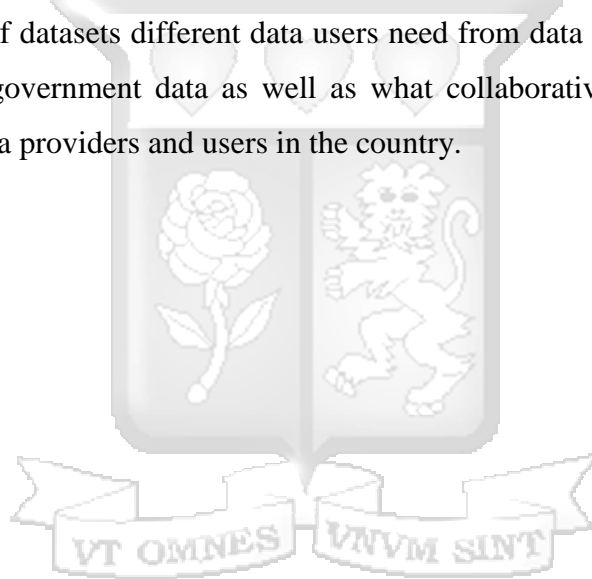 f datasets different data users need from data
government data as well as what collaborativ
a providers and users in the country.
VT OMNES VNVM SINT